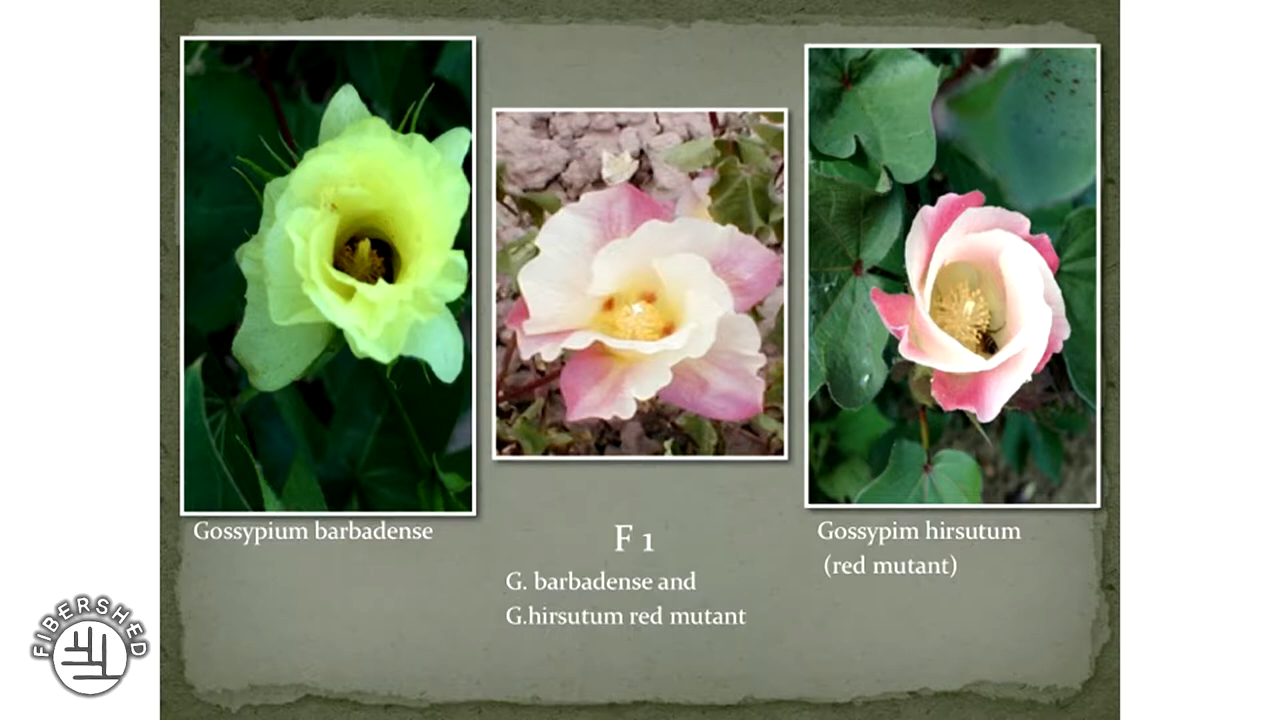 Gossypium barbadense
F 1
G. barbadense and
G.hirsutum red mutant
Gossypim hirsutum
(red mutant)
FIBERSHED